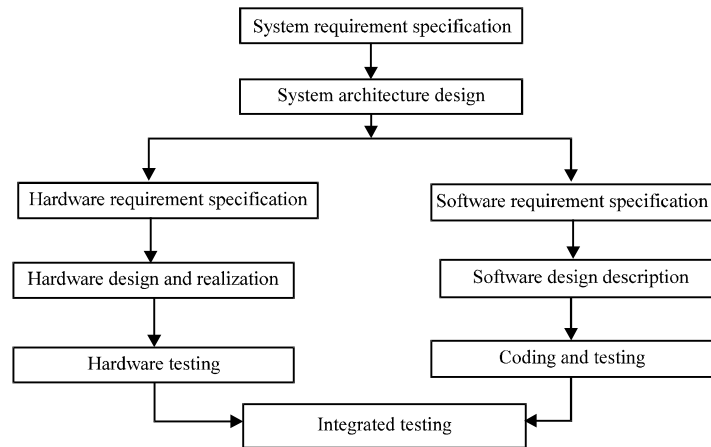 System requirement specification
System architecture design
Hardware requirement specification
Software requirement specification
Hardware design and realization
Software design description
Hardware testing
Coding and testing
Integrated testing